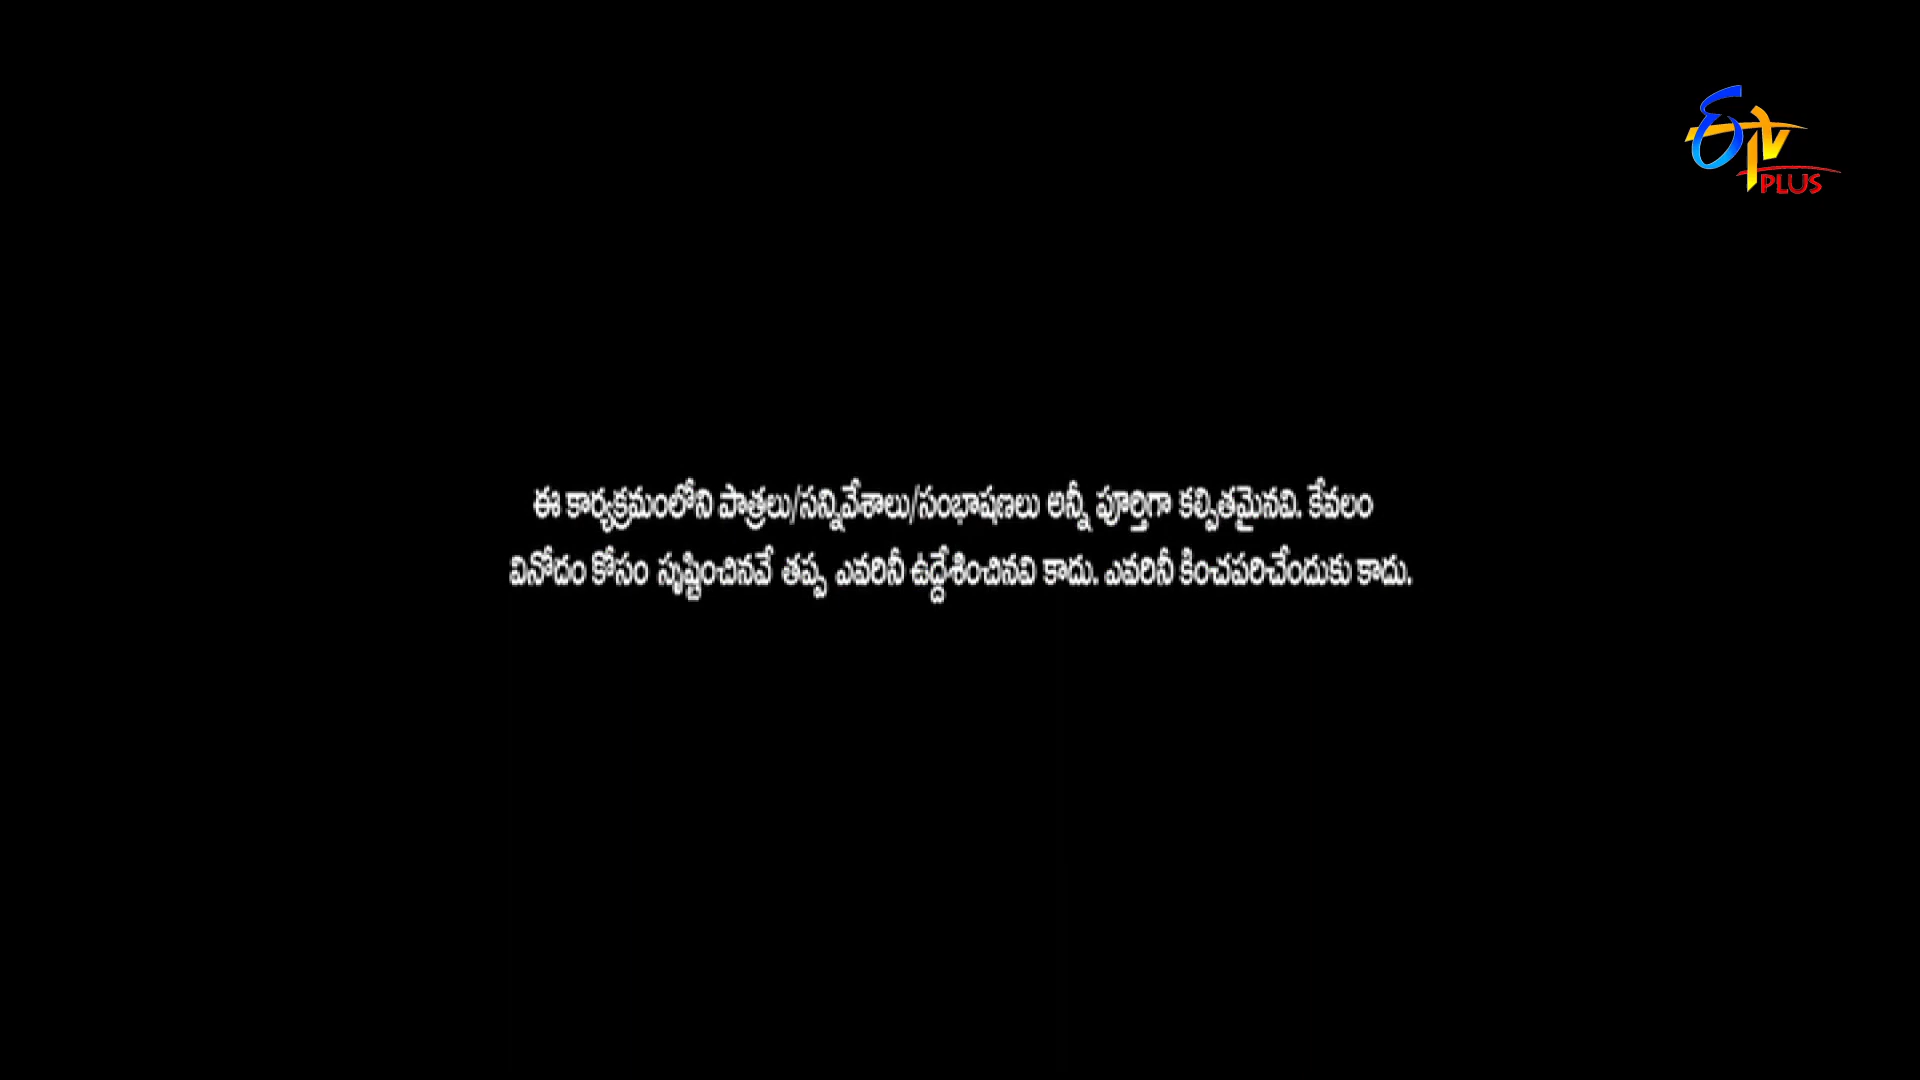 ETV
PLUS
ఈ కార్యక్రమంలోని పాత్రలు/సన్నివేశాలు/సంభాషణలు అన్నీ పూర్తిగా కల్పితమైనవి. కేవలం
వినోదం కోసం సృష్టించినవే తప్ప ఎవరినీ ఉద్దేశించినవి కాదు. ఎవరినీ కించపరిచేందుకు కాదు.